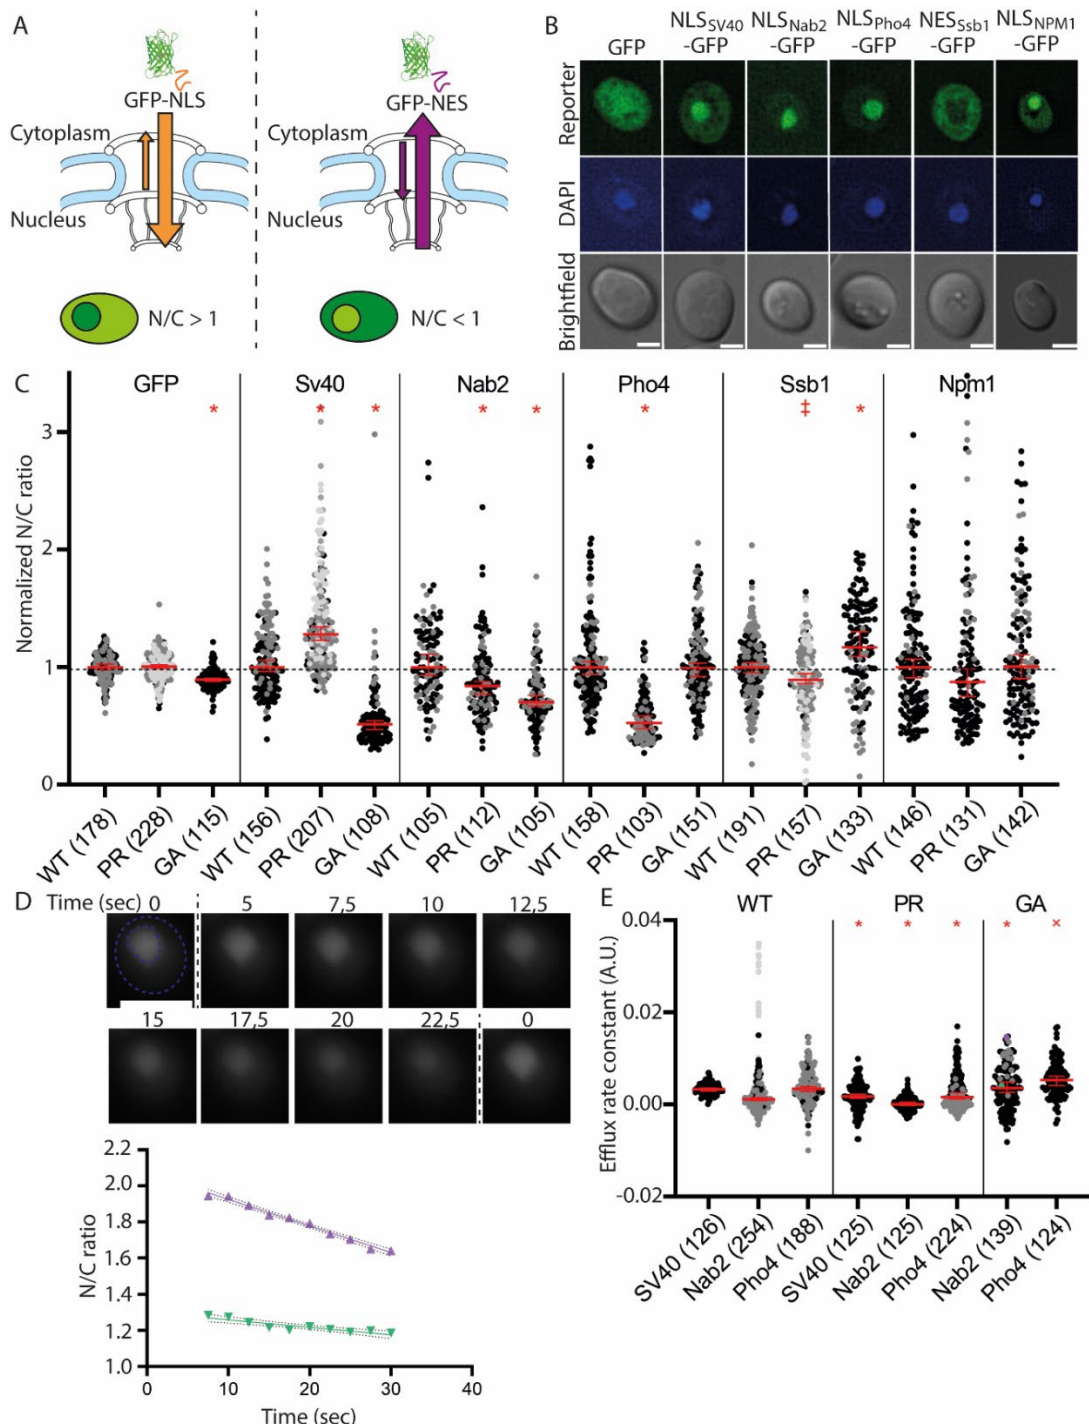 A
GFP-NLS
Cytoplasm
Nucleus
N/C > 1
GFP-NES
Cytoplasm
Nucleus
N/C < 1
B
GFP
NLSSV40
-GFP
NLSNab2
-GFP
NLSPho4
-GFP
NESSsb1
-GFP
NLSNPM1
-GFP
Reporter
DAPI
Brightfield
C
GFP Sv40 Nab2 Pho4 Ssb1 Npm1
* * * * * * ‡ *
Normalized N/C ratio
3
2
1
0
WT (178) PR (228) GA (115) WT (156) PR (207) GA (108) WT (105) PR (112) GA (105) WT (158) PR (103) GA (151) WT (191) PR (157) GA (133) WT (146) PR (131) GA (142)
D
Time (sec) 0 5 7,5 10 12,5
15 17,5 20 22,5 0
N/C ratio
2.2
2.0
1.8
1.6
1.4
1.2
1.0
0 10 20 30 40
Time (sec)
E
WT PR GA
* * * * ×
Efflux rate constant (A.U.)
0.04
0.02
0.00
-0.02
SV40 (126) Nab2 (254) Pho4 (188) SV40 (125) Nab2 (125) Pho4 (224) Nab2 (139) Pho4 (124)